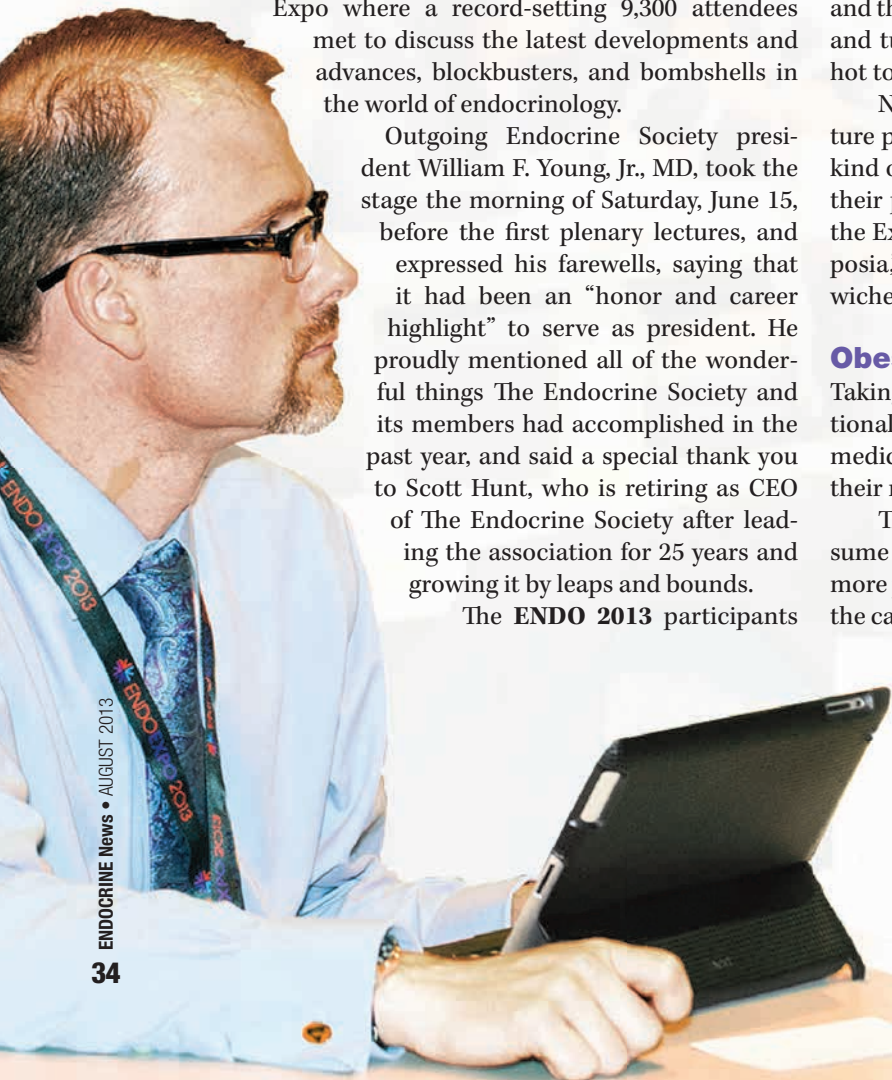 Expo where a record-setting 9,300 attendees
met to discuss the latest developments and
advances, blockbusters, and bombshells in
the world of endocrinology.
Outgoing Endocrine Society presi-
dent William F. Young, Jr., MD, took the
stage the morning of Saturday, June 15,
before the first plenary lectures, and
expressed his farewells, saying that
it had been an “honor and career
highlight” to serve as president. He
proudly mentioned all of the wonder-
ful things The Endocrine Society and
its members had accomplished in the
past year, and said a special thank you
to Scott Hunt, who is retiring as CEO
of The Endocrine Society after lead-
ing the association for 25 years and
growing it by leaps and bounds.
The ENDO 2013 participants
and th
and tu
hot to
N
ture p
kind o
their p
the Ex
posia,
wiche
Obe
Taking
tional
medic
their r
T
sume
more
the ca
ENDOEXPO2013
ENDOEXPO2013
2013
ENDOCRINE News • AUGUST 2013
34